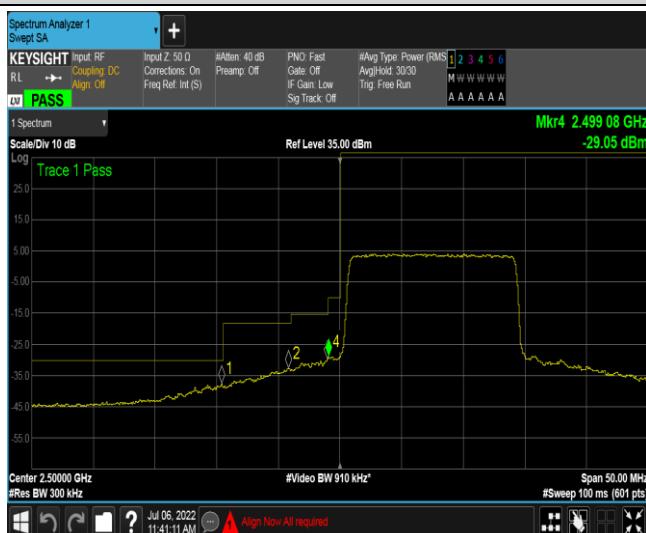 Spectrum Analyzer 1
Swept SA
+
KEYSIGHT
RL
LXI PASS
Input: RF
Coupling: DC
Align: Off
Input Z: 50 Ω
Corrections: On
Freq Ref: Int (S)
#Atten: 40 dB
Preamp: Off
PNO: Fast
Gate: Off
IF Gain: Low
Sig Track: Off
#Avg Type: Power (RMS
Avg|Hold: 30/30
Trig: Free Run
1 2 3 4 5 6
M W W W W W
A A A A A A
1 Spectrum
Mkr4 2.499 08 GHz
Scale/Div 10 dB
Ref Level 35.00 dBm
-29.05 dBm
Log
Trace 1 Pass
25.0
15.0
5.00
-5.00
-15.0
-25.0
-35.0
-45.0
-55.0
1
2
4
Center 2.50000 GHz
#Video BW 910 kHz*
Span 50.00 MHz
#Res BW 300 kHz
#Sweep 100 ms (601 pts)
?
Jul 06, 2022
11:41:11 AM
1
Align Now All required